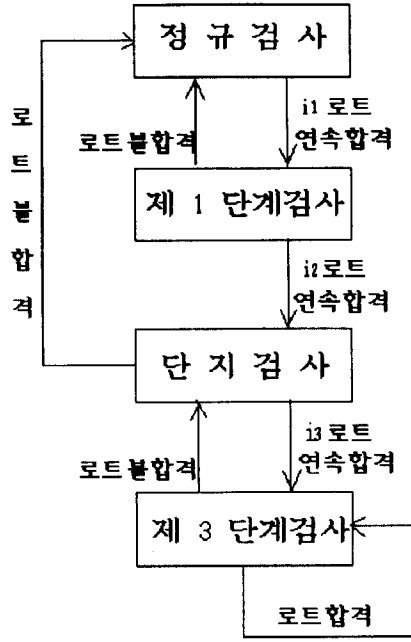 정 규 검 사
i1 로트
연속합격
로트불합격
로트불합격
제 1 단계검사
i2로트
연속합격
단 지 검 사
i3 로트
연속합격
로트불합격
제 3 단계검사
로트합격